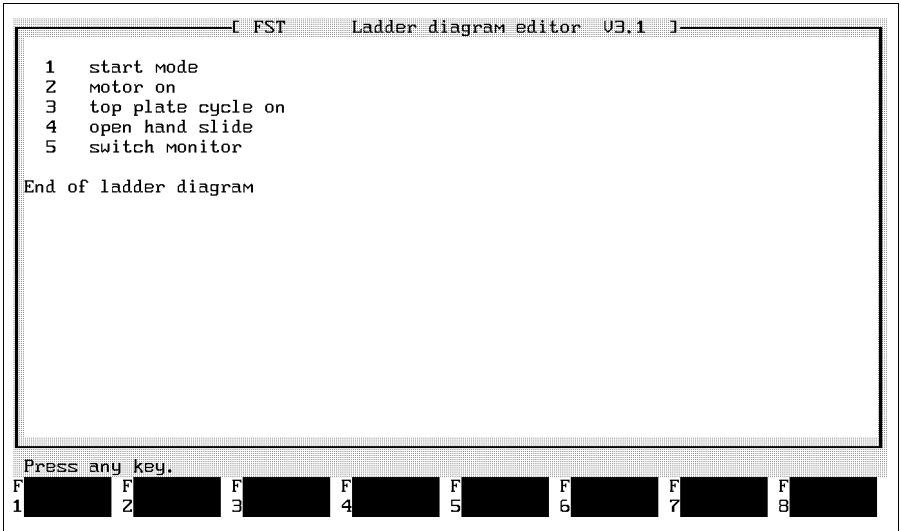 [ FST Ladder diagram editor V3.1 ]
1 start mode
2 motor on
3 top plate cycle on
4 open hand slide
5 switch monitor
End of ladder diagram
Press any key.
F1 F2 F3 F4 F5 F6 F7 F8